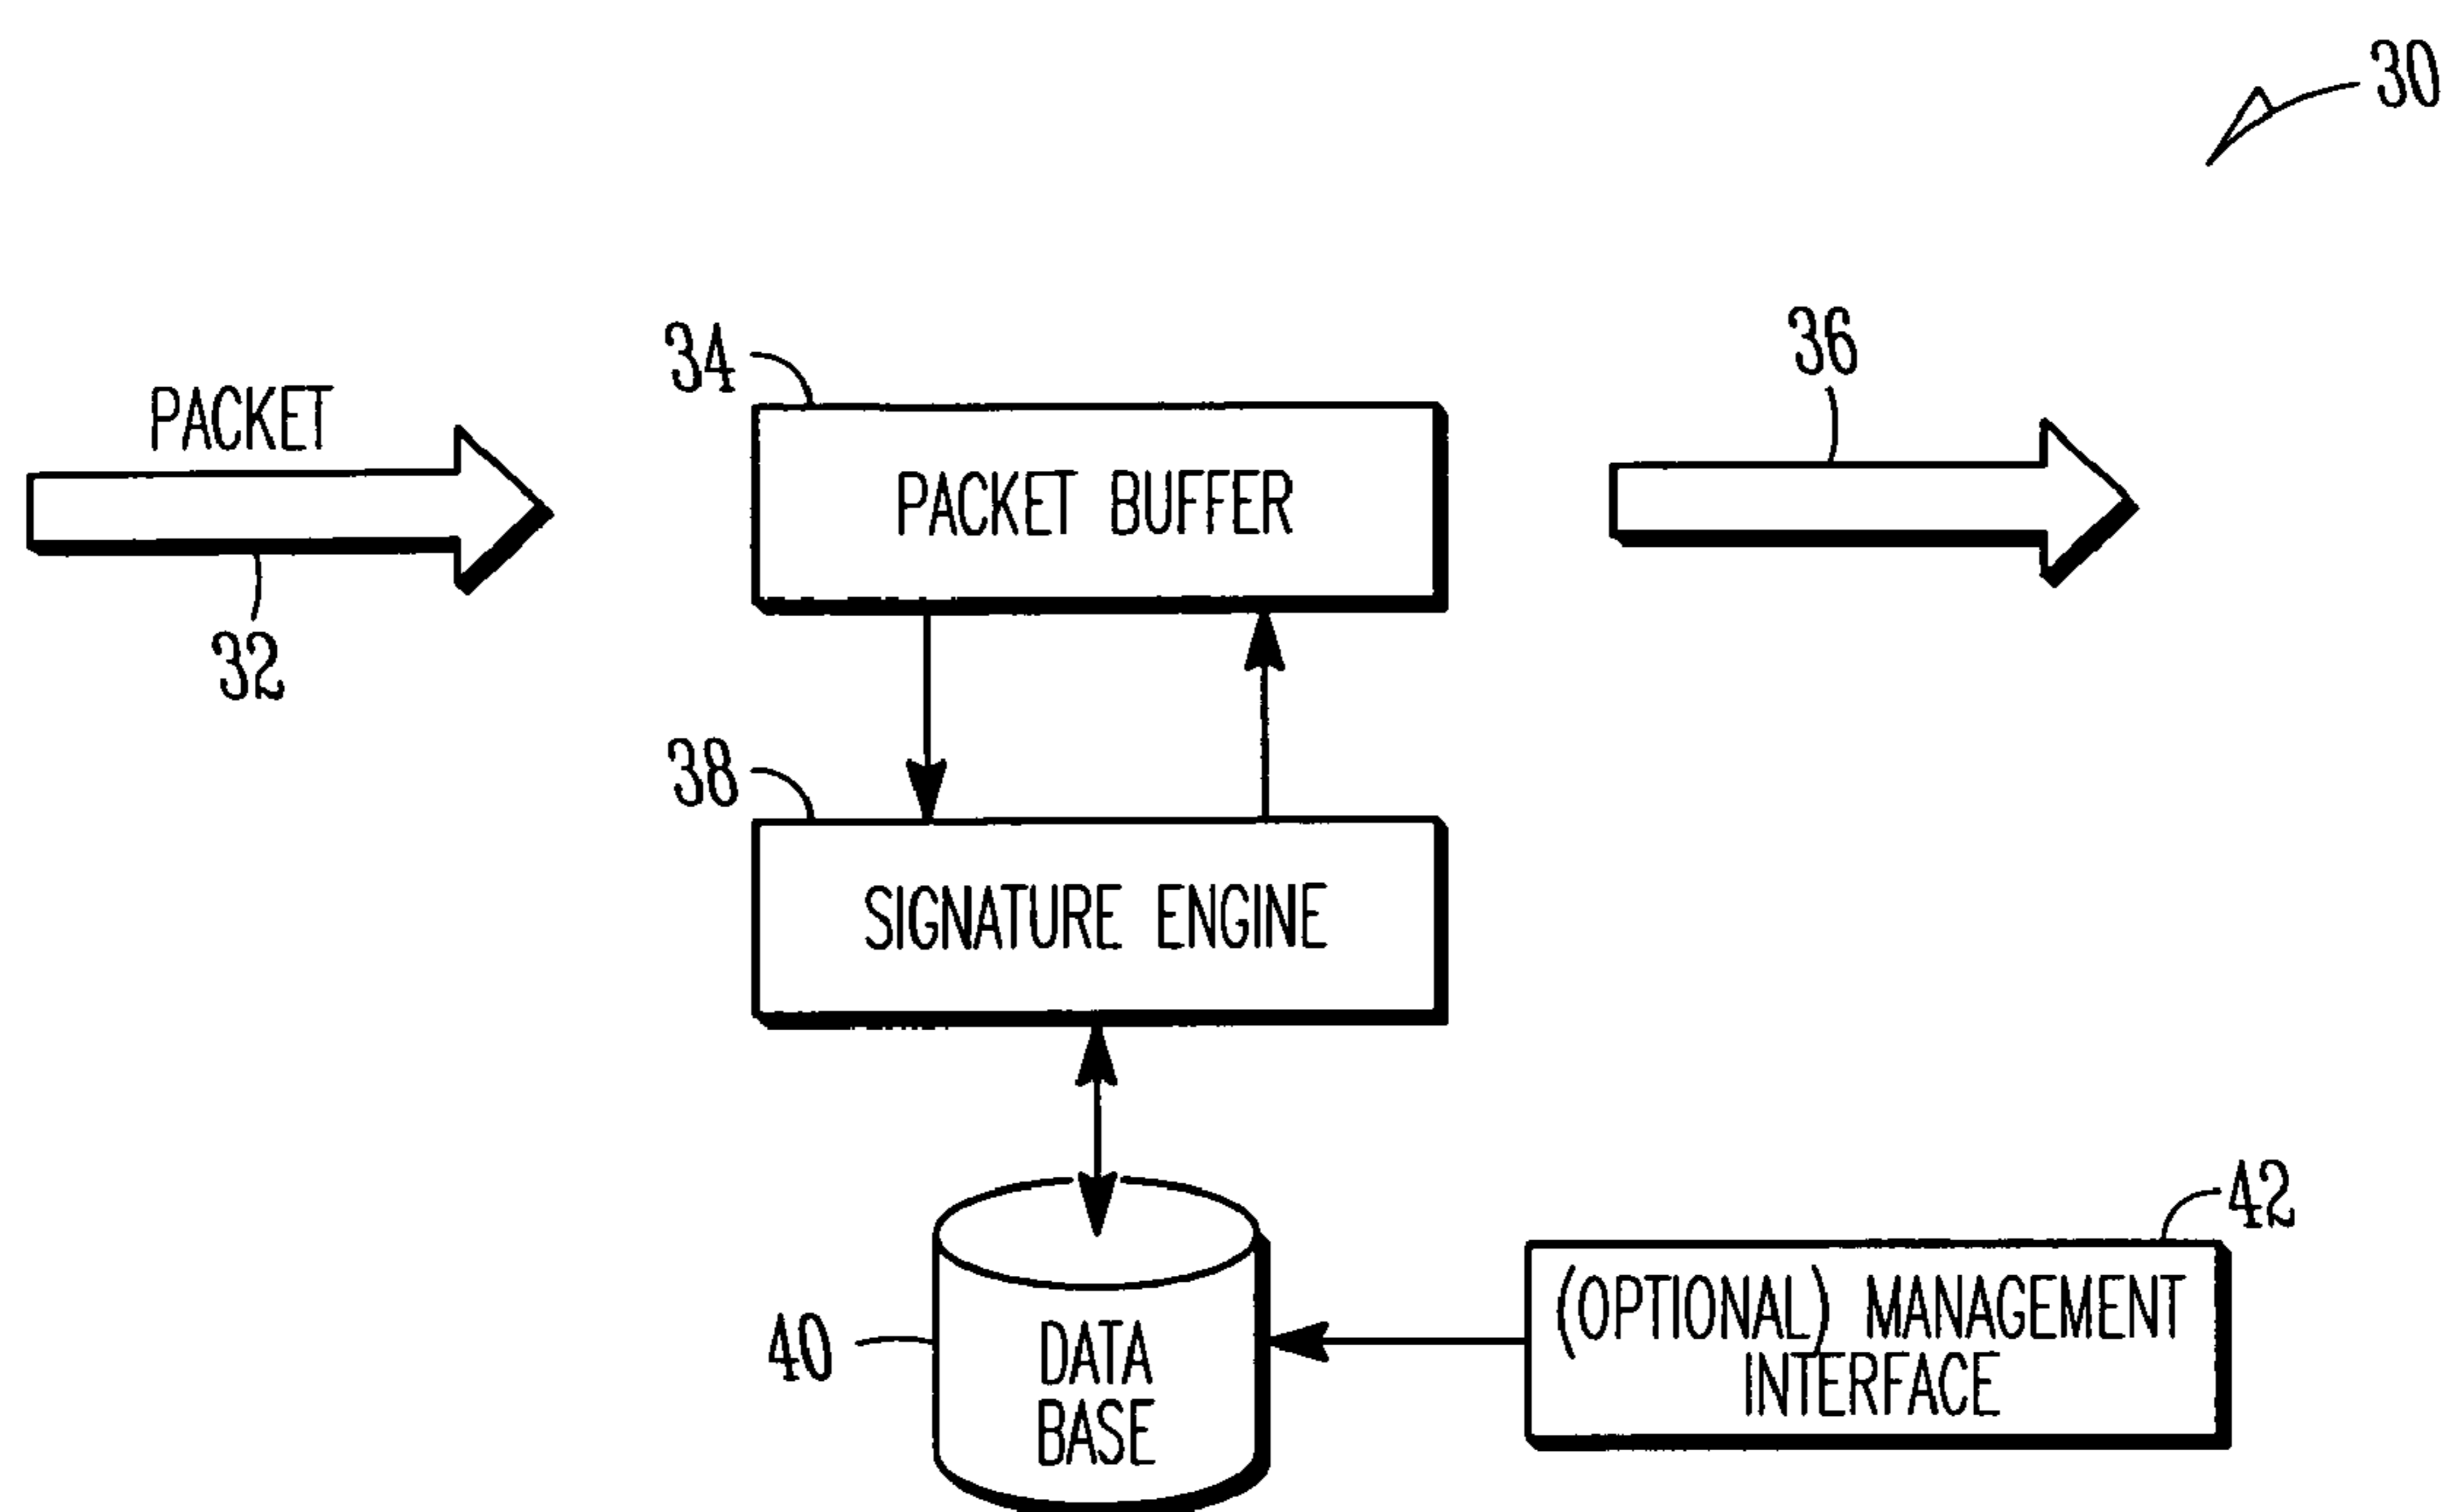 30
36
34
PACKET
PACKET BUFFER
32
38
SIGNATURE ENGINE
42
(OPTIONAL) MANAGEMENT
INTERFACE
40
DATA
BASE